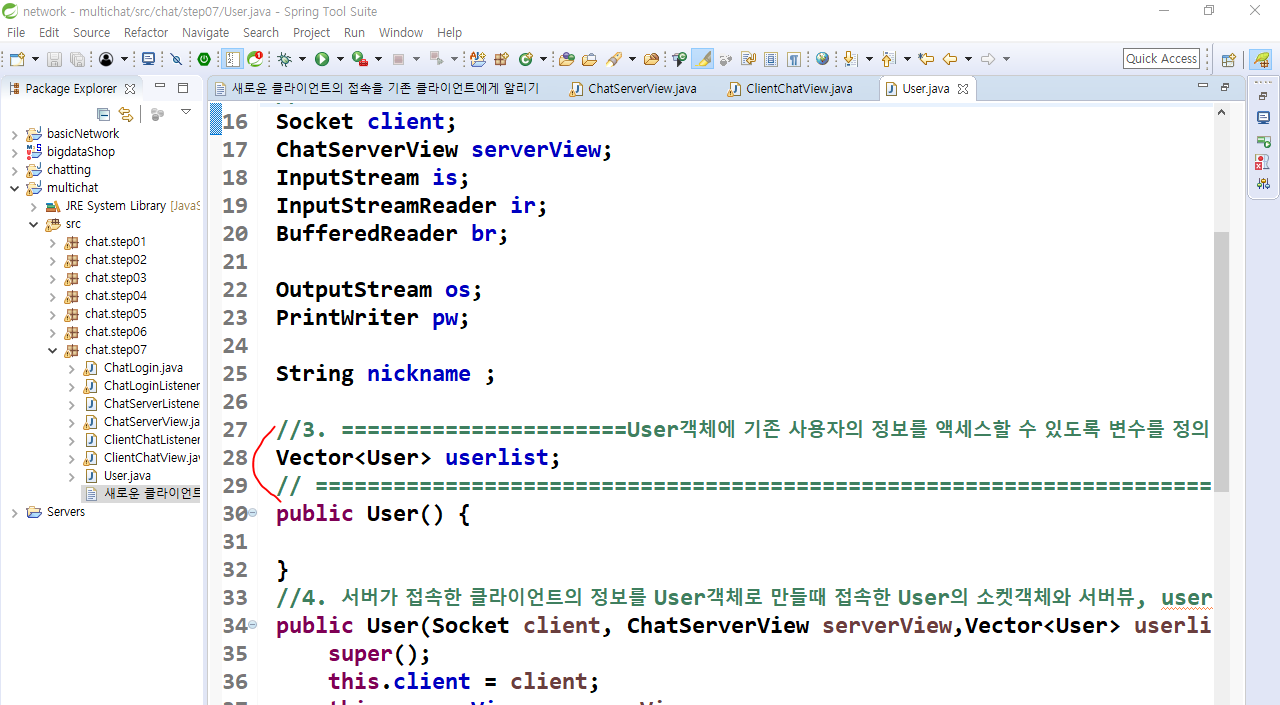 network - multichat/src/chat/step07/User.java - Spring Tool Suite
File Edit Source Refactor Navigate Search Project Run Window Help
Quick Access
Package Explorer
새로운 클라이언트의 접속을 기존 클라이언트에게 알리기
ChatServerView.java
ClientChatView.java
User.java
basicNetwork
bigdataShop
chatting
multichat
JRE System Library [JavaS
src
chat.step01
chat.step02
chat.step03
chat.step04
chat.step05
chat.step06
chat.step07
ChatLogin.java
ChatLoginListener
ChatServerListene
ChatServerView.ja
ClientChatListener
ClientChatView.jav
User.java
새로운 클라이언트
Servers
16 Socket client;
17 ChatServerView serverView;
18 InputStream is;
19 InputStreamReader ir;
20 BufferedReader br;
21
22 OutputStream os;
23 PrintWriter pw;
24
25 String nickname ;
26
27 //3. ======================User객체에 기존 사용자의 정보를 액세스할 수 있도록 변수를 정의
28 Vector<User> userlist;
29 // =====================================================================
30 public User() {
31
32 }
33 //4. 서버가 접속한 클라이언트의 정보를 User객체로 만들때 접속한 User의 소켓객체와 서버뷰, user
34 public User(Socket client, ChatServerView serverView,Vector<User> userli
35 super();
36 this.client = client;